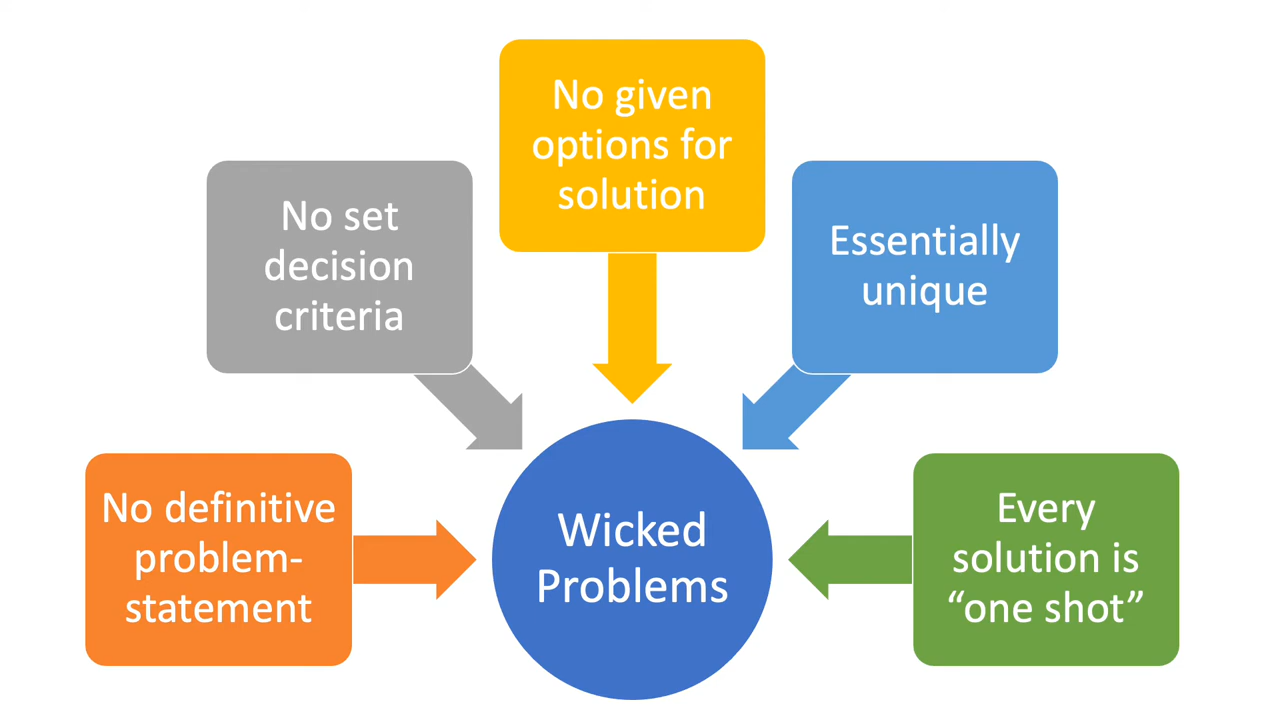 No given
options for
solution
No set
decision
criteria
Essentially
unique
No definitive
problem-
statement
Wicked
Problems
Every
solution is
“one shot”